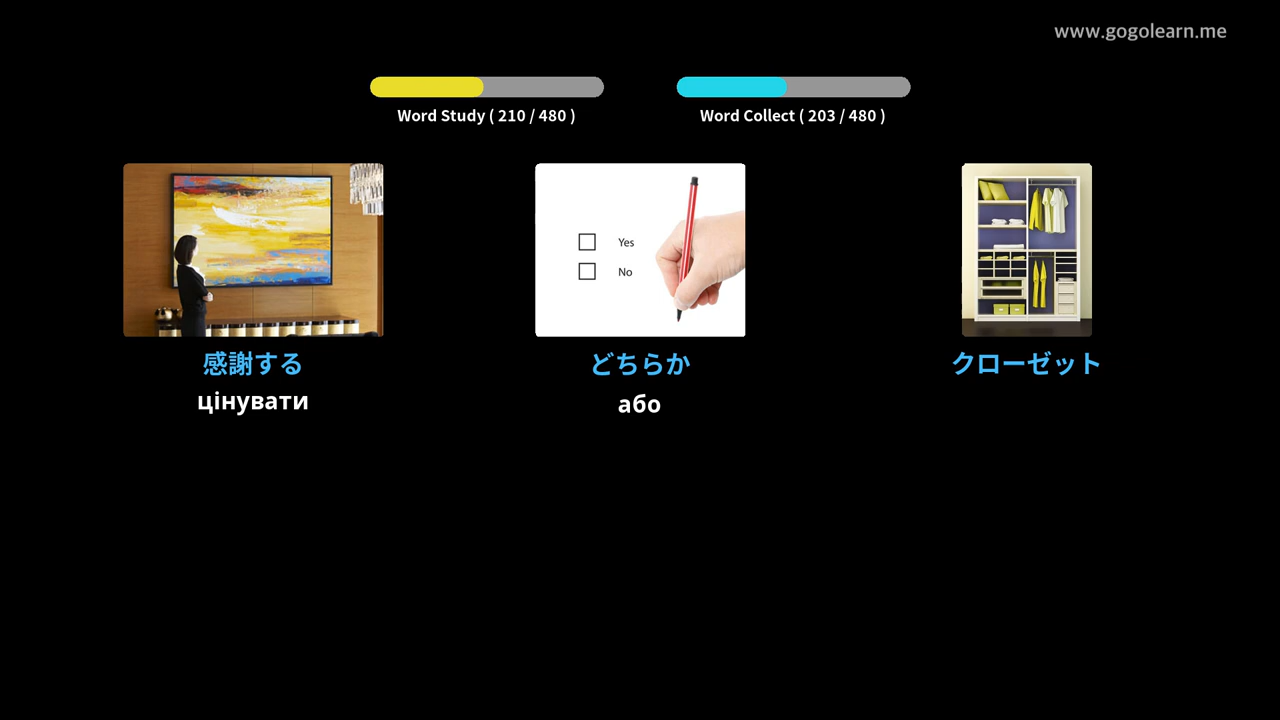 www.gogolearn.me
Word Study ( 210 / 480 )
Word Collect ( 203 / 480 )
Yes
No
感謝する
どちらか
クローゼット
цінувати
або